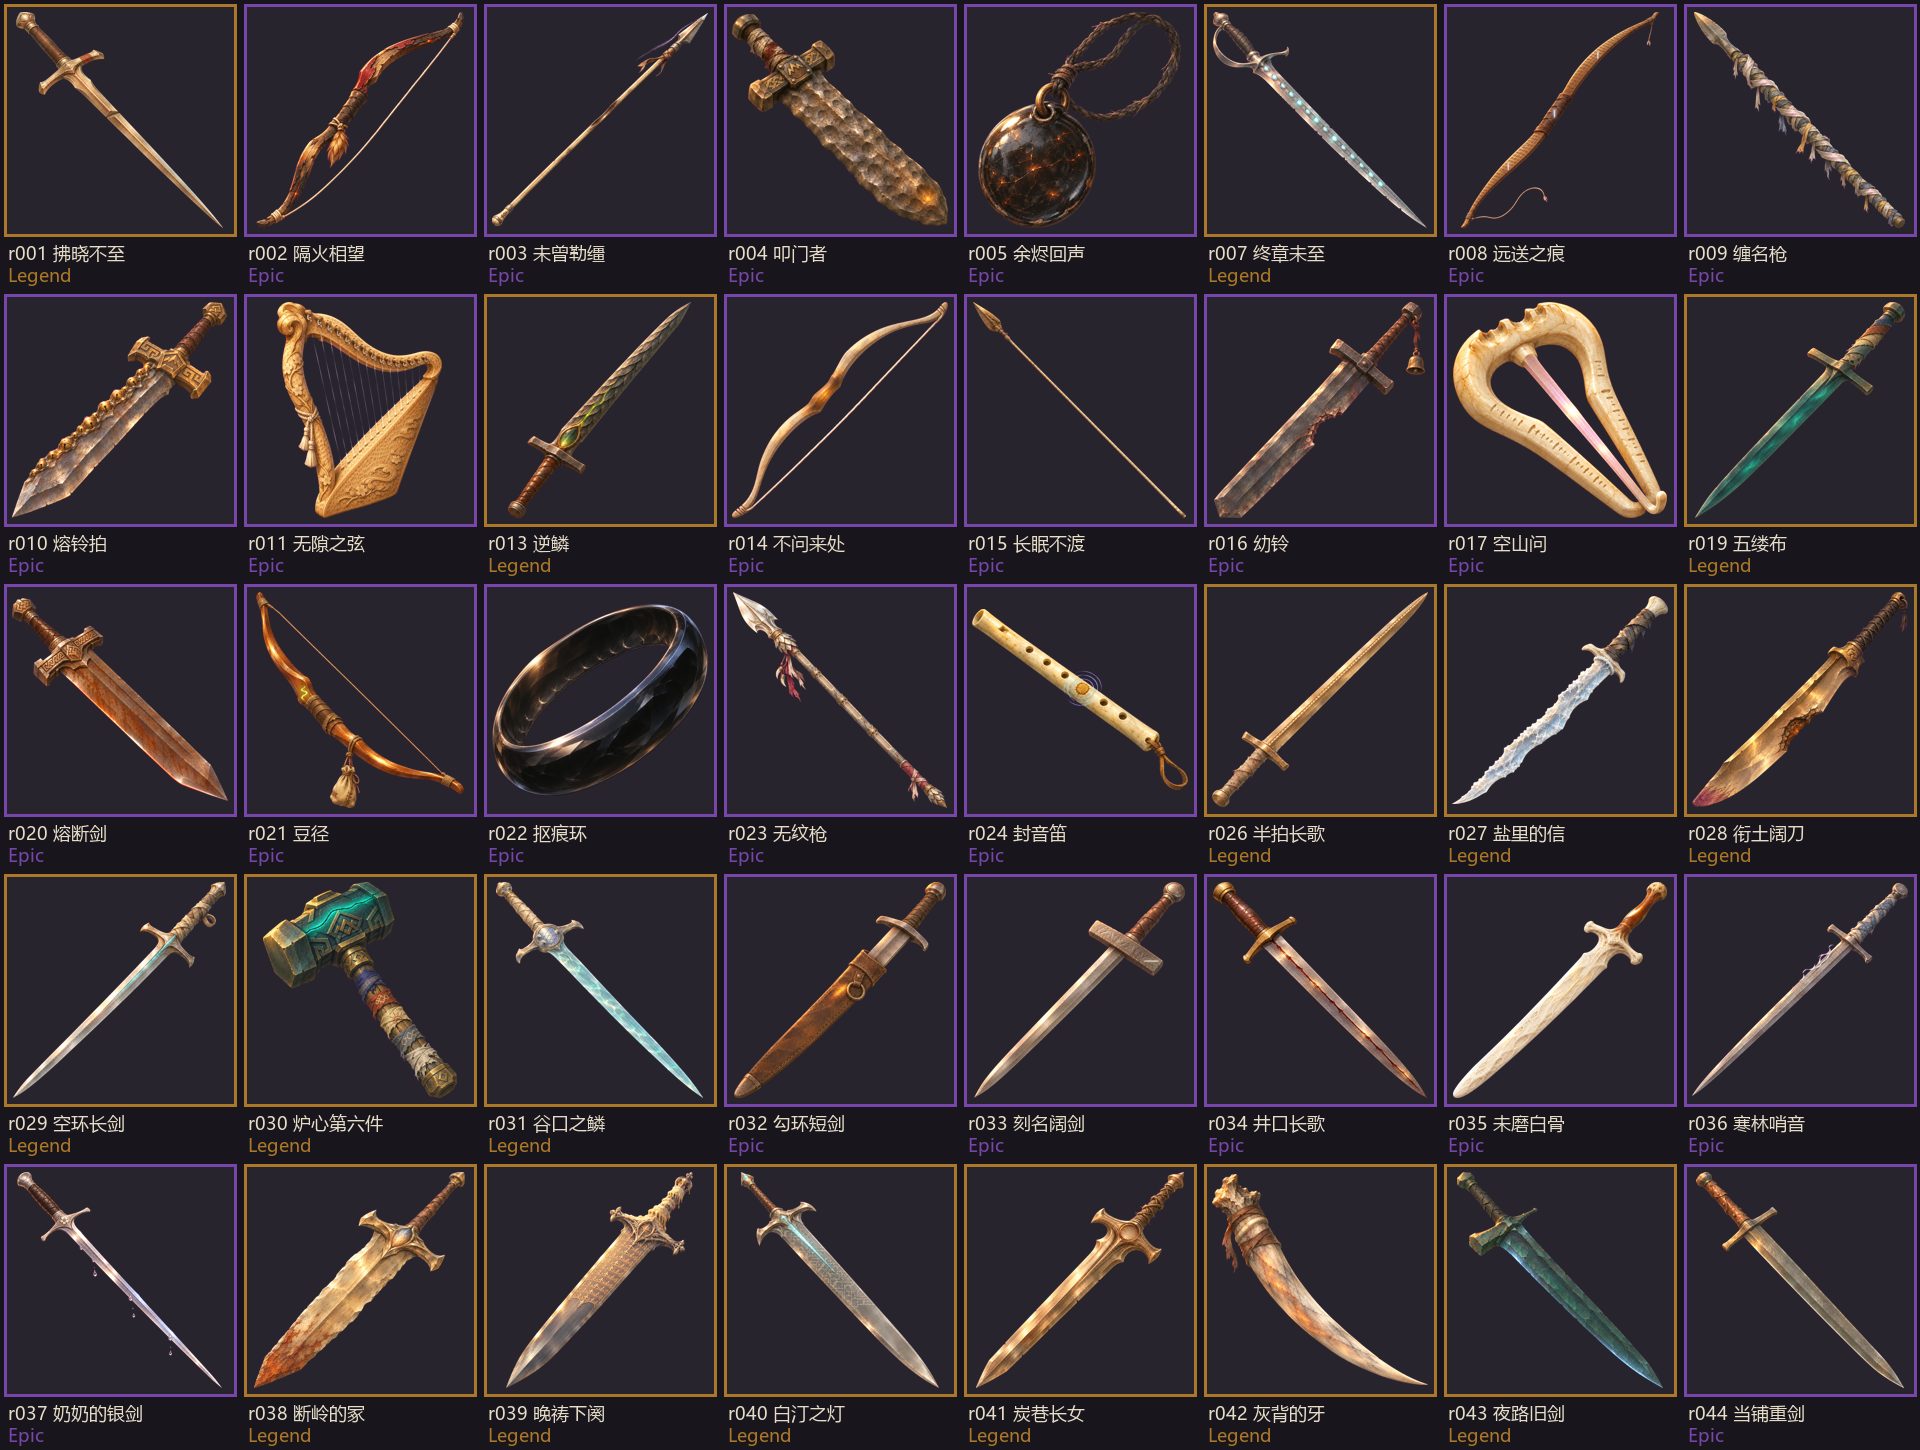 r001 拂晓不至
Legend
r002 隔火相望
Epic
r003 未曾勒缰
Epic
r004 叩门者
Epic
r005 余烬回声
Epic
r007 终章未至
Legend
r008 远送之痕
Epic
r009 缠名枪
Epic
r010 熔铃拍
Epic
r011 无隙之弦
Epic
r013 逆鳞
Legend
r014 不问来处
Epic
r015 长眠不渡
Epic
r016 幼铃
Epic
r017 空山问
Epic
r019 五缕布
Legend
r020 熔断剑
Epic
r021 豆径
Epic
r022 抠痕环
Epic
r023 无纹枪
Epic
r024 封音笛
Epic
r026 半拍长歌
Legend
r027 盐里的信
Legend
r028 衔土阔刀
Legend
r029 空环长剑
Legend
r030 炉心第六件
Legend
r031 谷口之鳞
Legend
r032 勾环短剑
Epic
r033 刻名阔剑
Epic
r034 井口长歌
Epic
r035 未磨白骨
Epic
r036 寒林哨音
Epic
r037 奶奶的银剑
Epic
r038 断岭的冢
Legend
r039 晚祷下阕
Legend
r040 白汀之灯
Legend
r041 炭巷长女
Legend
r042 灰背的牙
Legend
r043 夜路旧剑
Legend
r044 当铺重剑
Epic